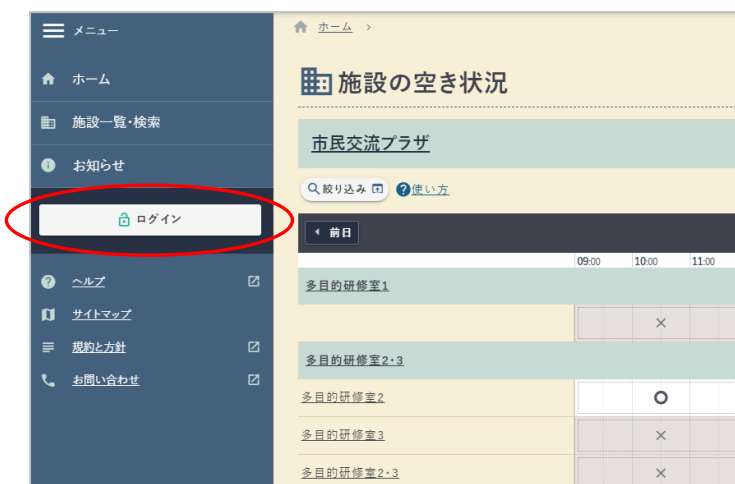 メニュー
ホーム
施設一覧・検索
お知らせ
ログイン
ヘルプ
サイトマップ
規約と方針
お問い合わせ
ホーム
施設の空き状況
市民交流プラザ
絞り込み
使い方
前日
09:00 10:00 11:00
多目的研修室1
×
多目的研修室2・3
多目的研修室2 O
多目的研修室3 ×
多目的研修室2・3 ×